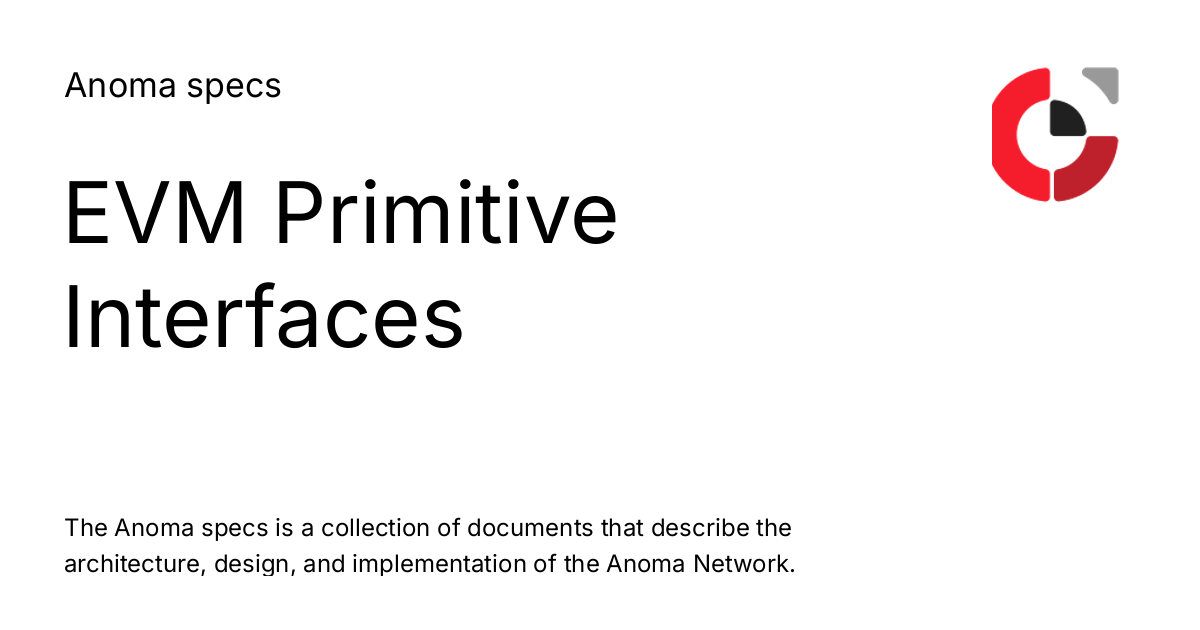 Anoma specs
EVM Primitive
Interfaces
The Anoma specs is a collection of documents that describe the
architecture, design, and implementation of the Anoma Network.